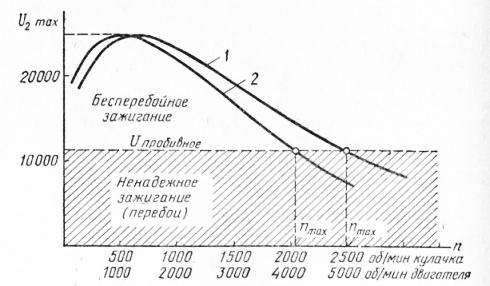 U₂ max
20000
1
2
Бесперебойное
зажигание
U пробивное
10000
Ненадежное
зажигание
(перебои)
n max
n max
n
500 1000 1500 2000 2500 об/мин кулачка
1000 2000 3000 4000 5000 об/мин двигателя